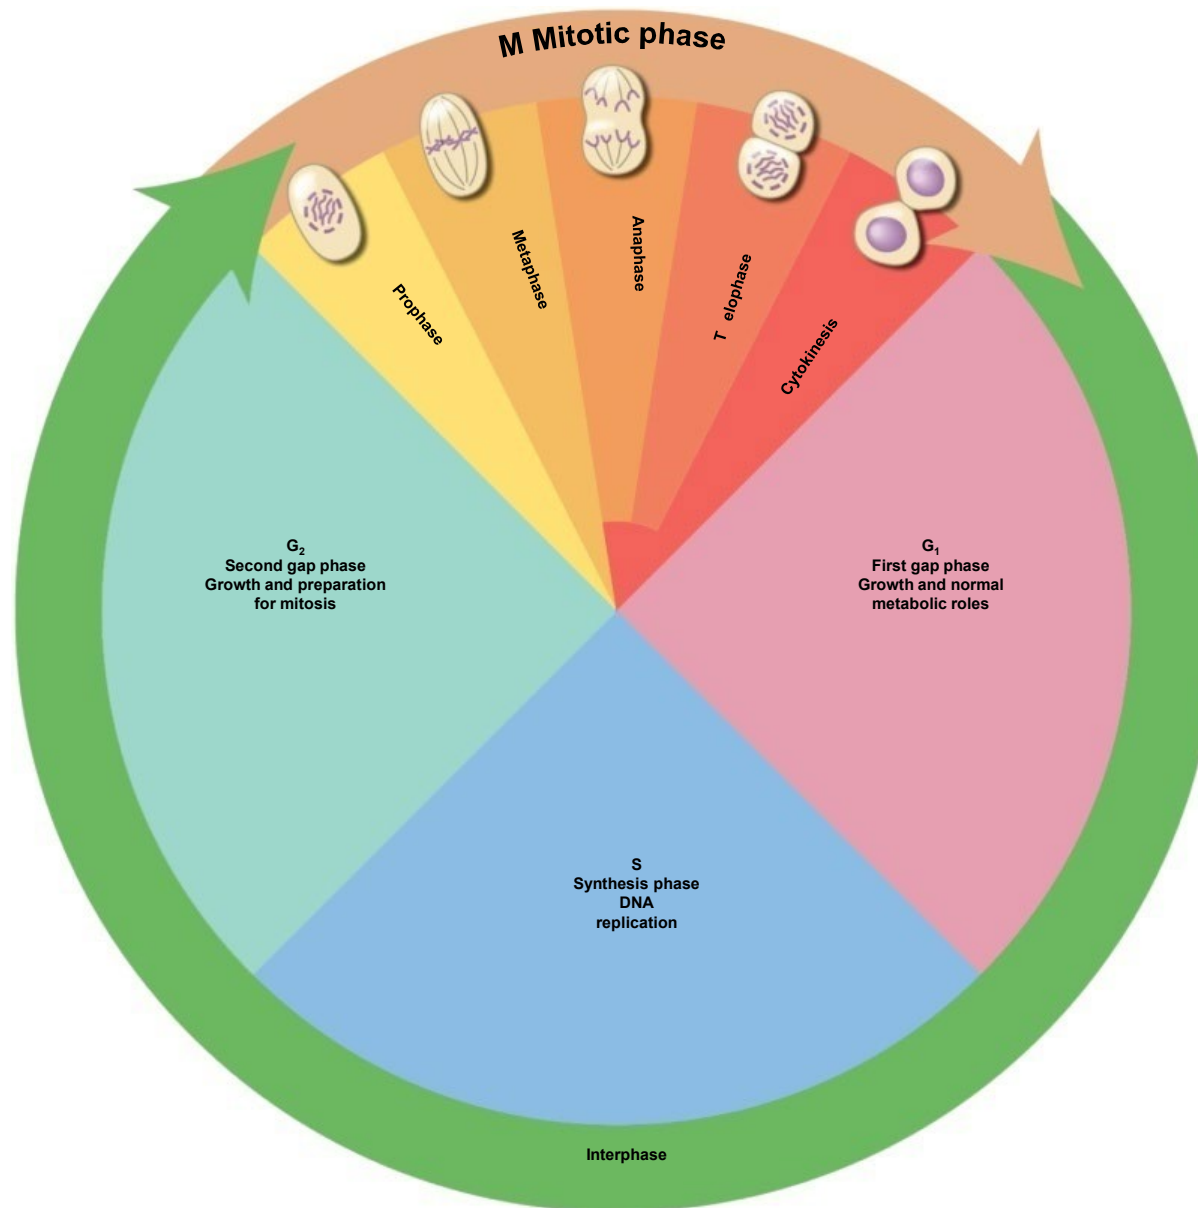 M Mitotic phase
Prophase
Metaphase
Anaphase
T elophase
Cytokinesis
G₂
Second gap phase
Growth and preparation
for mitosis
G₁
First gap phase
Growth and normal
metabolic roles
S
Synthesis phase
DNA
replication
Interphase